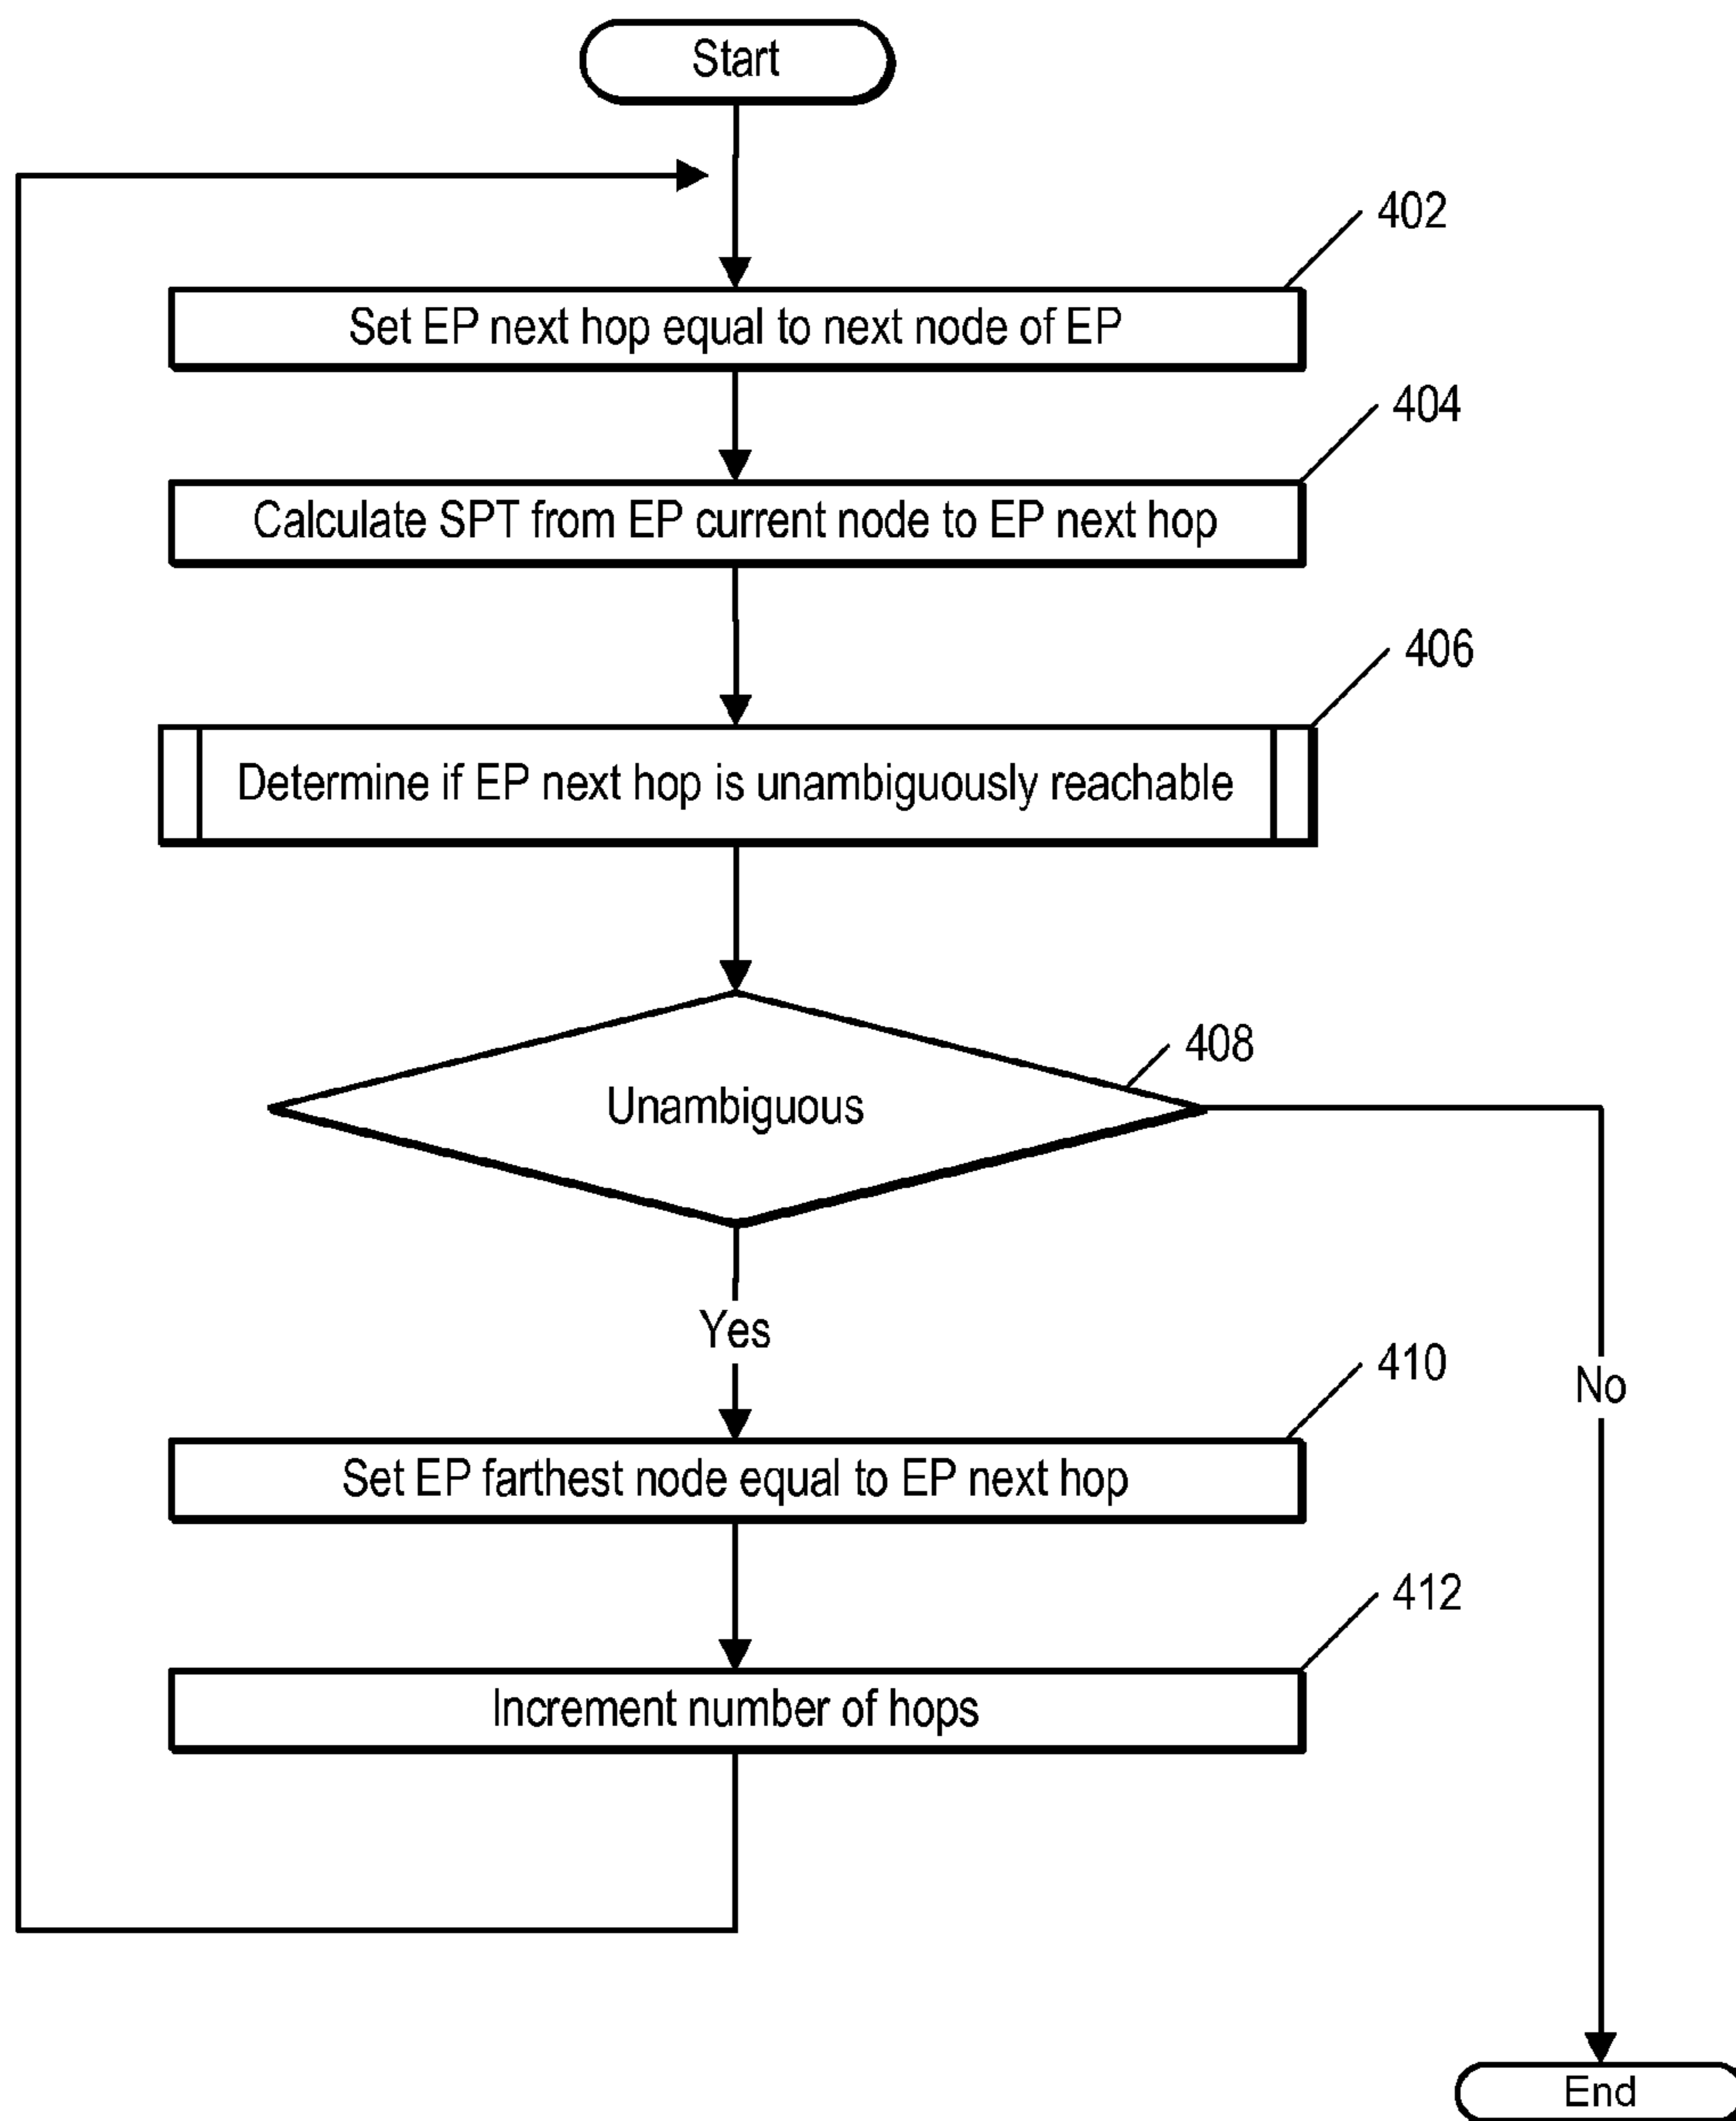 Start
402
Set EP next hop equal to next node of EP
404
Calculate SPT from EP current node to EP next hop
406
Determine if EP next hop is unambiguously reachable
408
Unambiguous
Yes
No
410
Set EP farthest node equal to EP next hop
412
Increment number of hops
End